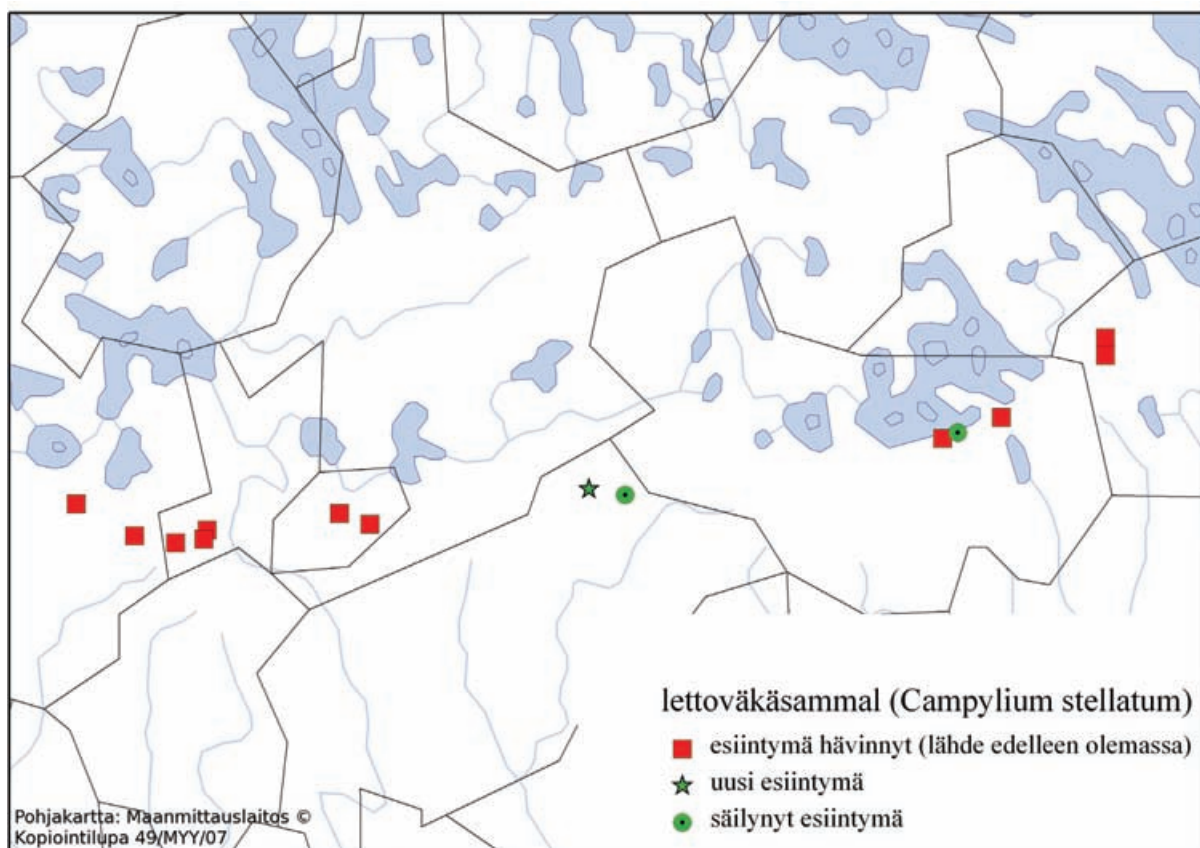 lettoväkäsammal (Campylium stellatum)
esiintymä hävinnyt (lähde edelleen olemassa)
uusi esiintymä
säilynyt esiintymä
Pohjakartta: Maanmittauslaitos ©
Kopiointilupa 49/MYY/07